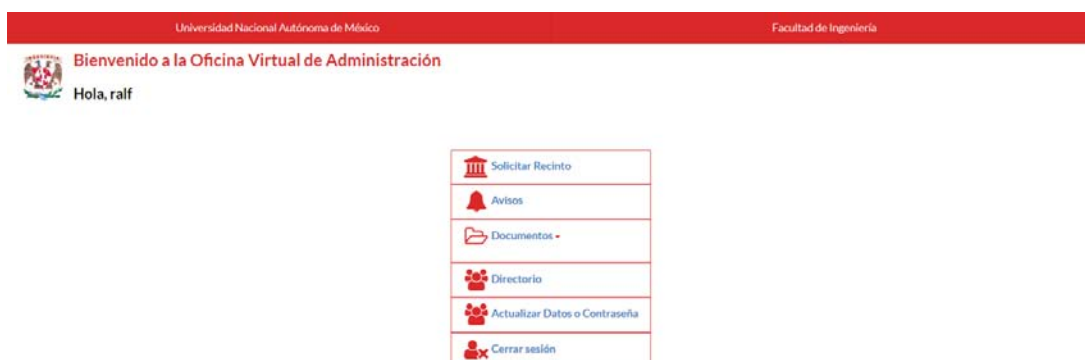 Universidad Nacional Autónoma de México
Facultad de Ingeniería
Bienvenido a la Oficina Virtual de Administración
Hola, ralf
Solicitar Recinto
Avisos
Documentos
Directorio
Actualizar Datos o Contraseña
Cerrar sesión